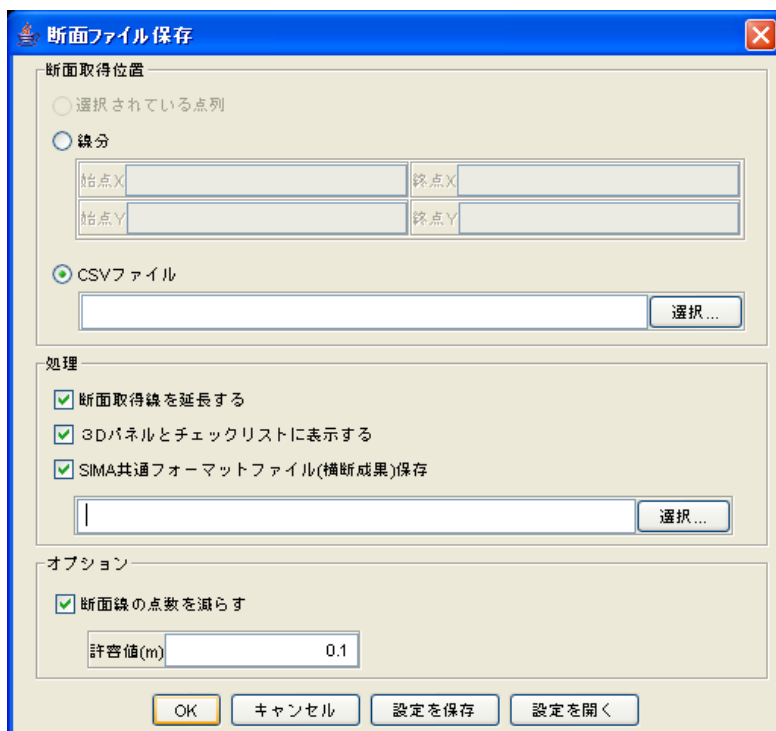 断面ファイル保存
断面取得位置
選択されている点列
線分
始点X 終点X
始点Y 終点Y
CSVファイル
選択...
処理
断面取得線を延長する
3Dパネルとチェックリストに表示する
SIMA共通フォーマットファイル(横断成果)保存
選択...
オプション
断面線の点数を減らす
許容値(m) 0.1
OK キャンセル 設定を保存 設定を開く